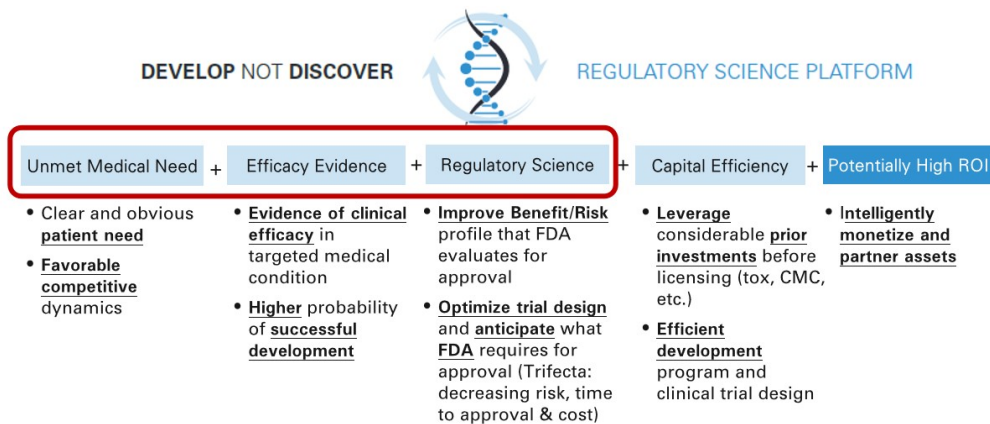 DEVELOP NOT DISCOVER
REGULATORY SCIENCE PLATFORM
Unmet Medical Need + Efficacy Evidence + Regulatory Science + Capital Efficiency + Potentially High ROI
• Clear and obvious
patient need
• Favorable
competitive
dynamics
• Evidence of clinical
efficacy in
targeted medical
condition
• Higher probability
of successful
development
• Improve Benefit/Risk
profile that FDA
evaluates for
approval
• Optimize trial design
and anticipate what
FDA requires for
approval (Trifecta:
decreasing risk, time
to approval & cost)
• Leverage
considerable prior
investments before
licensing (tox, CMC,
etc.)
• Efficient
development
program and
clinical trial design
• Intelligently
monetize and
partner assets